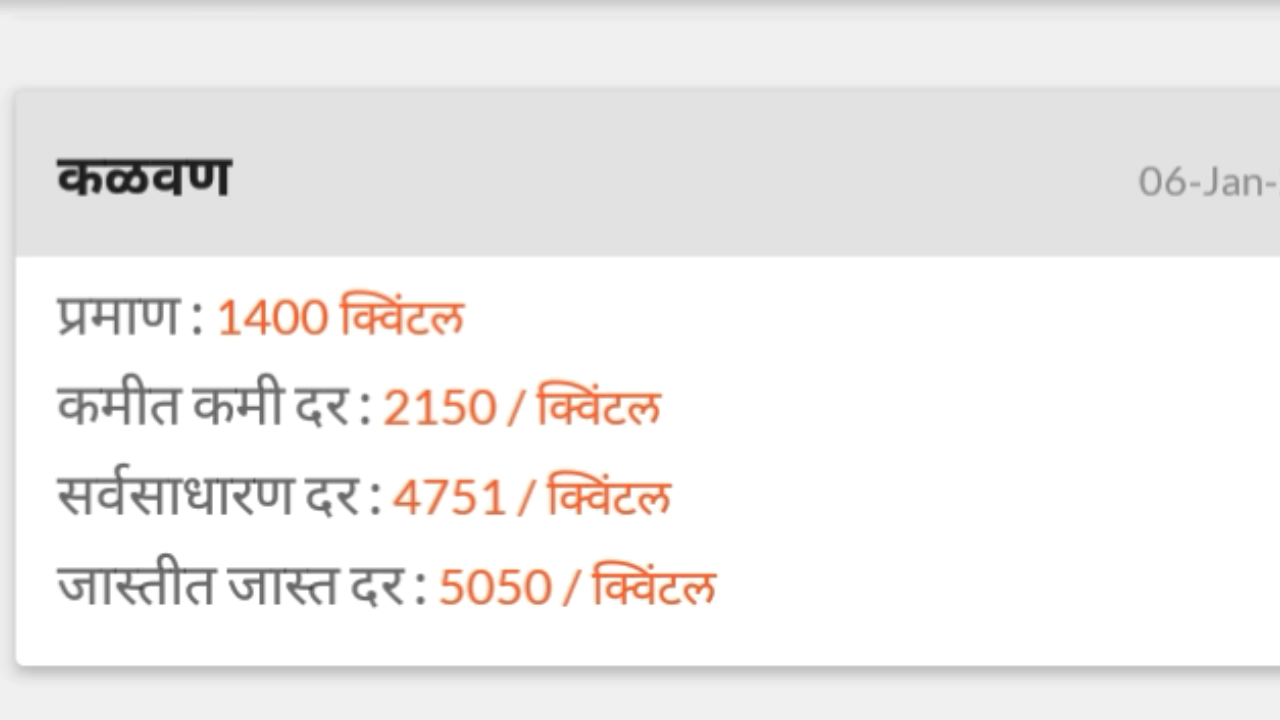 कळवण
06-Jan-
प्रमाण : 1400 क्विंटल
कमीत कमी दर : 2150 / क्विंटल
सर्वसाधारण दर : 4751 / क्विंटल
जास्तीत जास्त दर : 5050 / क्विंटल